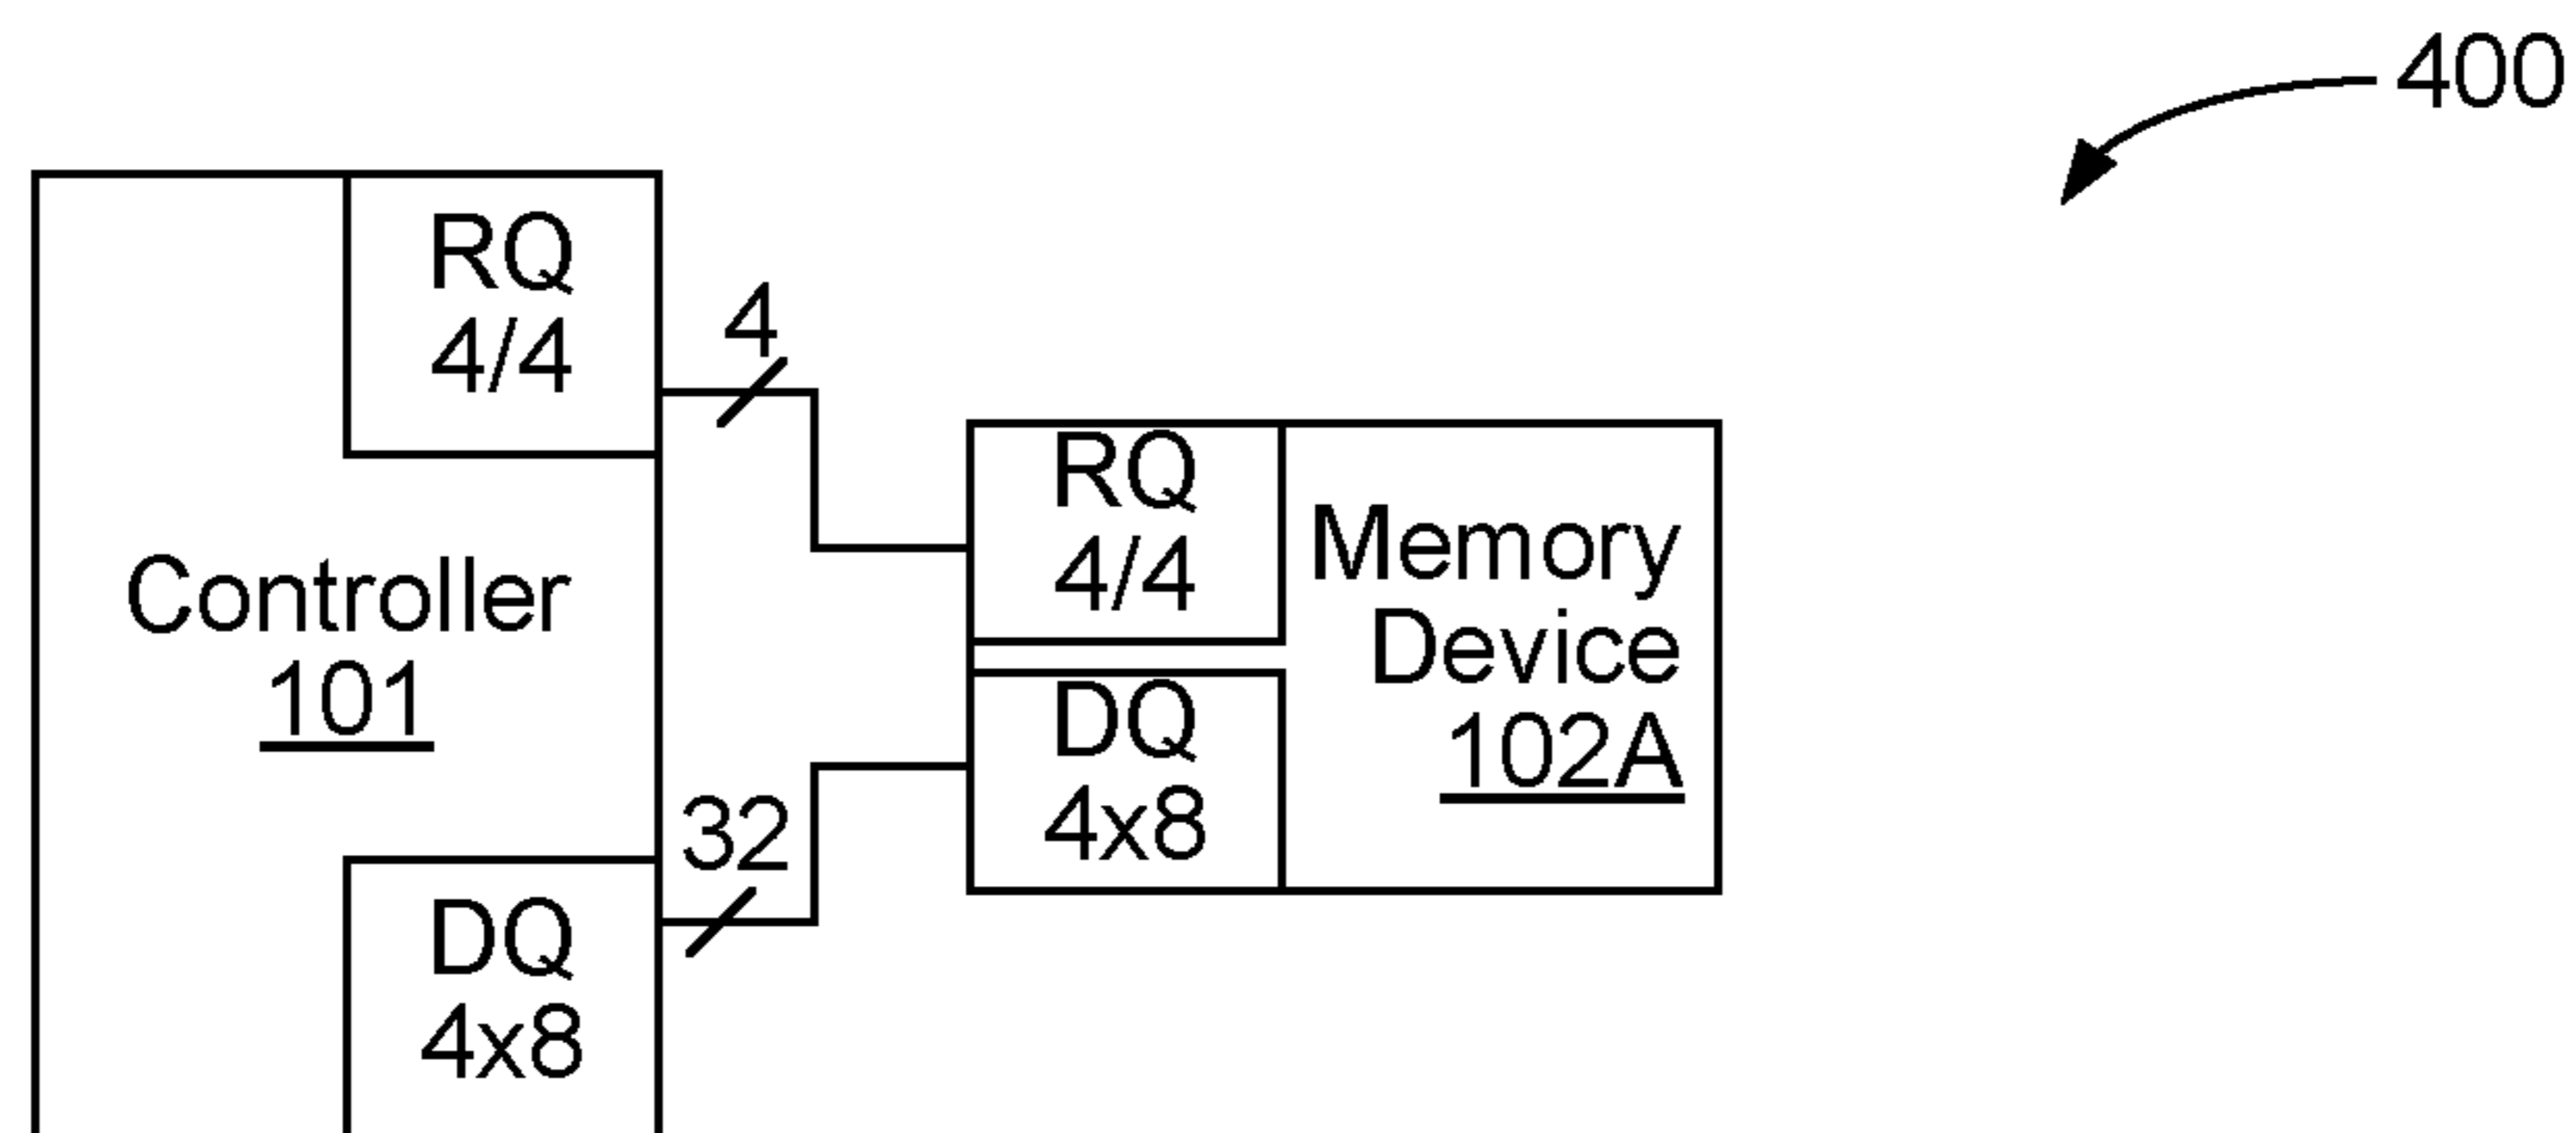 400
RQ
4/4
4
Controller
101
RQ
4/4
Memory
Device
102A
DQ
4x8
32
DQ
4x8